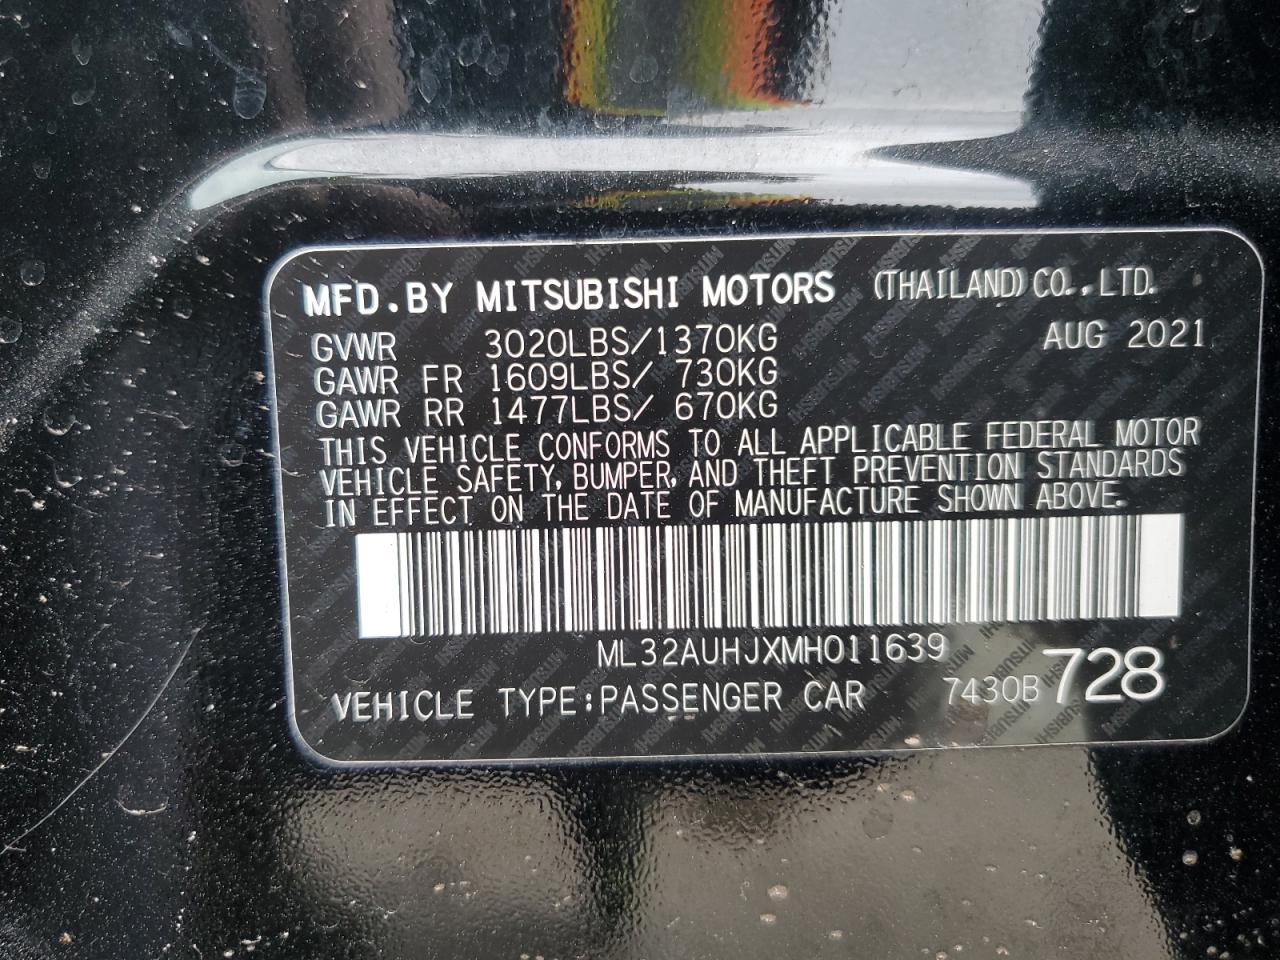 MFD.BY MITSUBISHI MOTORS (THAILAND) CO., LTD.
GVWR 3020LBS/1370KG AUG 2021
GAWR FR 1609LBS/ 730KG
GAWR RR 1477LBS/ 670KG
THIS VEHICLE CONFORMS TO ALL APPLICABLE FEDERAL MOTOR
VEHICLE SAFETY, BUMPER, AND THEFT PREVENTION STANDARDS
IN EFFECT ON THE DATE OF MANUFACTURE SHOWN ABOVE.
ML32AUHJXMH011639
VEHICLE TYPE:PASSENGER CAR 7430B 728